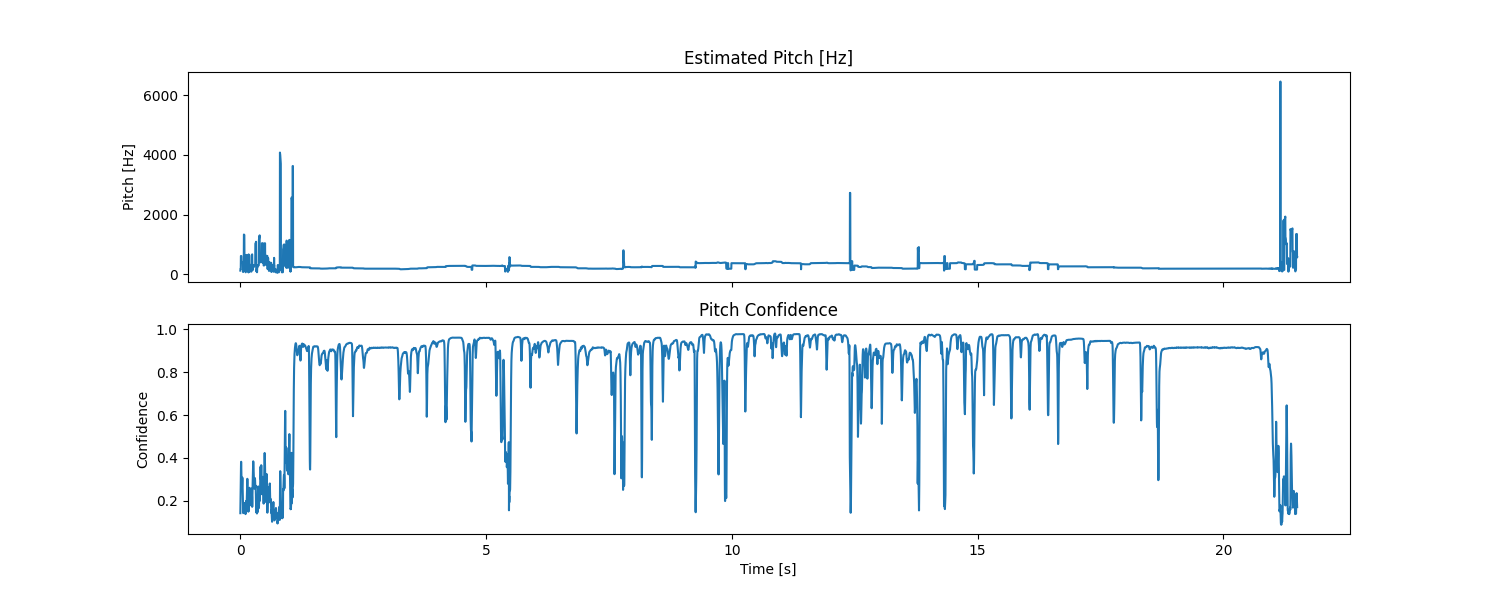 Estimated Pitch [Hz]
6000
4000
2000
0
Pitch [Hz]
Pitch Confidence
1.0
0.8
0.6
0.4
0.2
Confidence
0 5 10 15 20
Time [s]